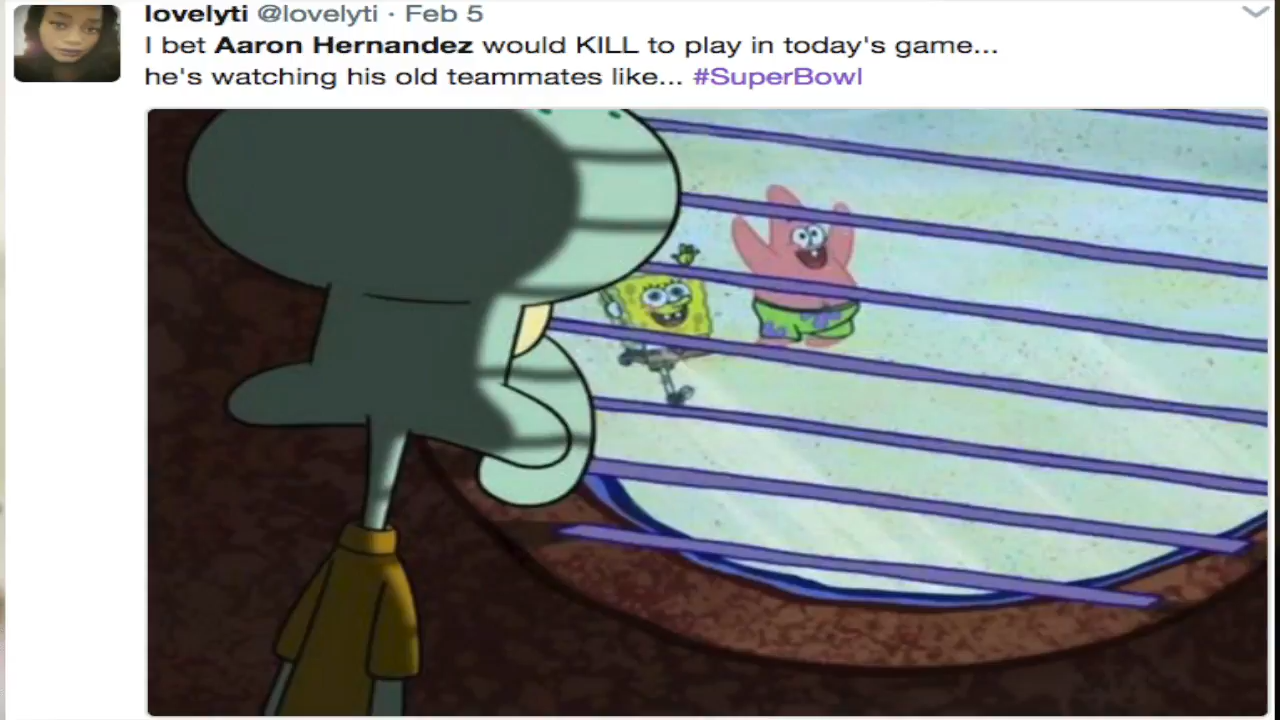 lovelyti @lovelyti · Feb 5
I bet Aaron Hernandez would KILL to play in today's game...
he's watching his old teammates like... #SuperBowl